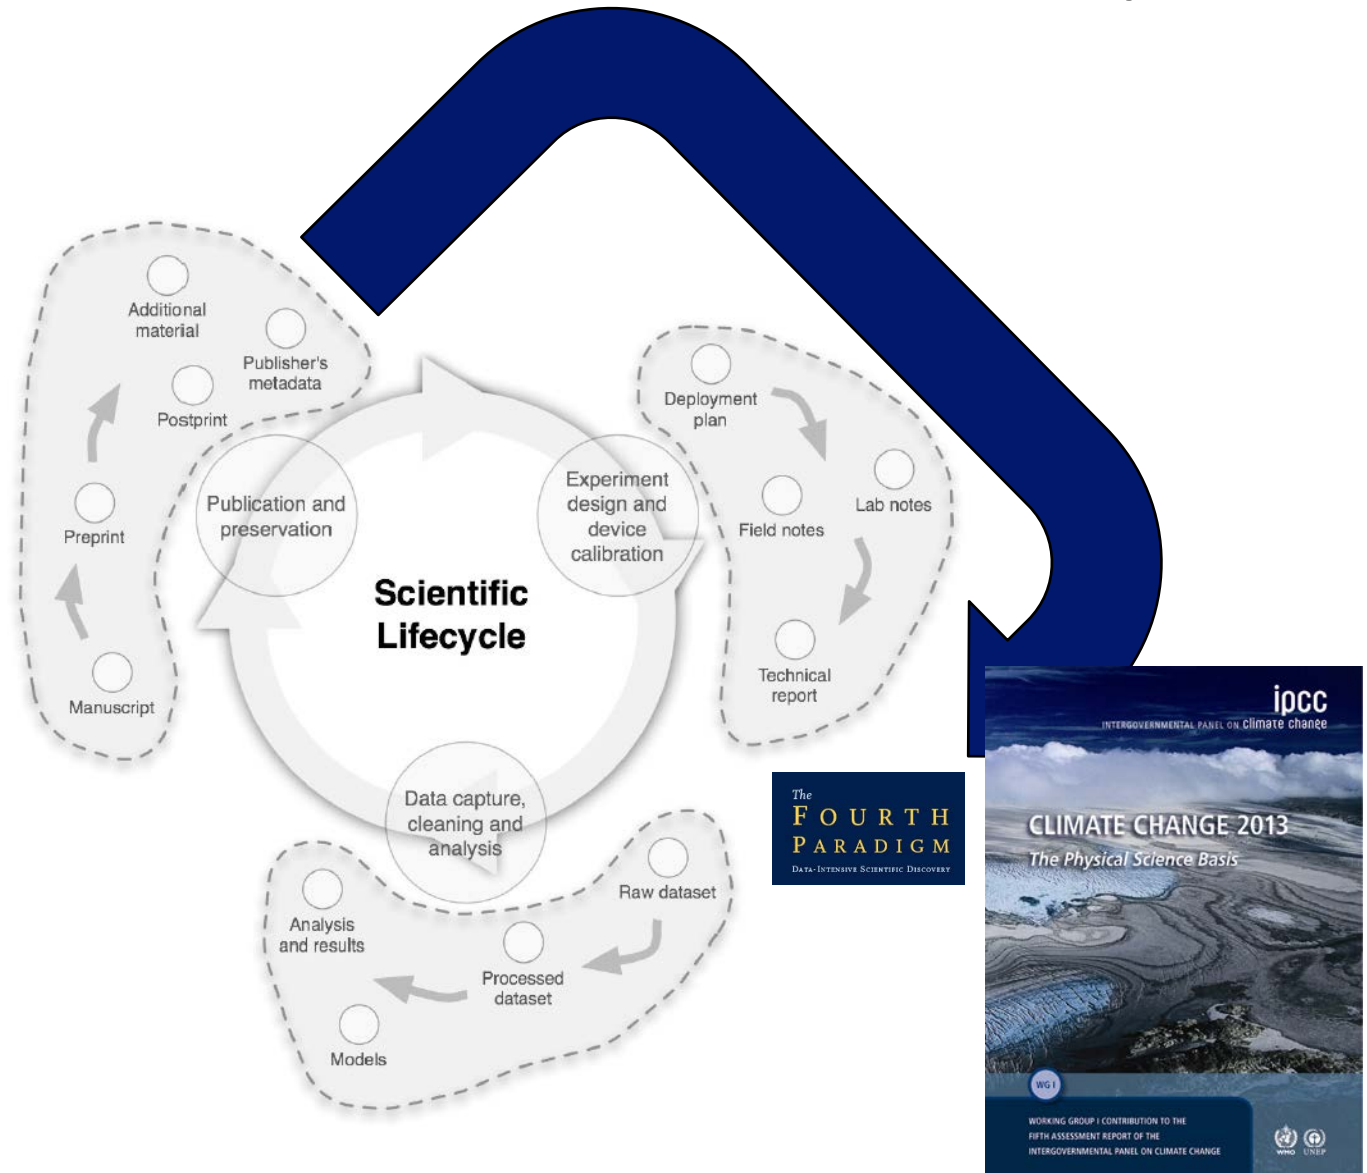 Additional
material
Publisher's
metadata
Postprint
Preprint
Manuscript
Publication and
preservation
Scientific
Lifecycle
Experiment
design and
device
calibration
Deployment
plan
Lab notes
Field notes
Technical
report
Data capture,
cleaning and
analysis
Raw dataset
Processed
dataset
Analysis
and results
Models
The
FOURTH
PARADIGM
DATA-INTENSIVE SCIENTIFIC DISCOVERY
ipcc
INTERGOVERNMENTAL PANEL ON climate change
CLIMATE CHANGE 2013
The Physical Science Basis
WG I
WORKING GROUP I CONTRIBUTION TO THE
FIFTH ASSESSMENT REPORT OF THE
INTERGOVERNMENTAL PANEL ON CLIMATE CHANGE
WMO
UNEP